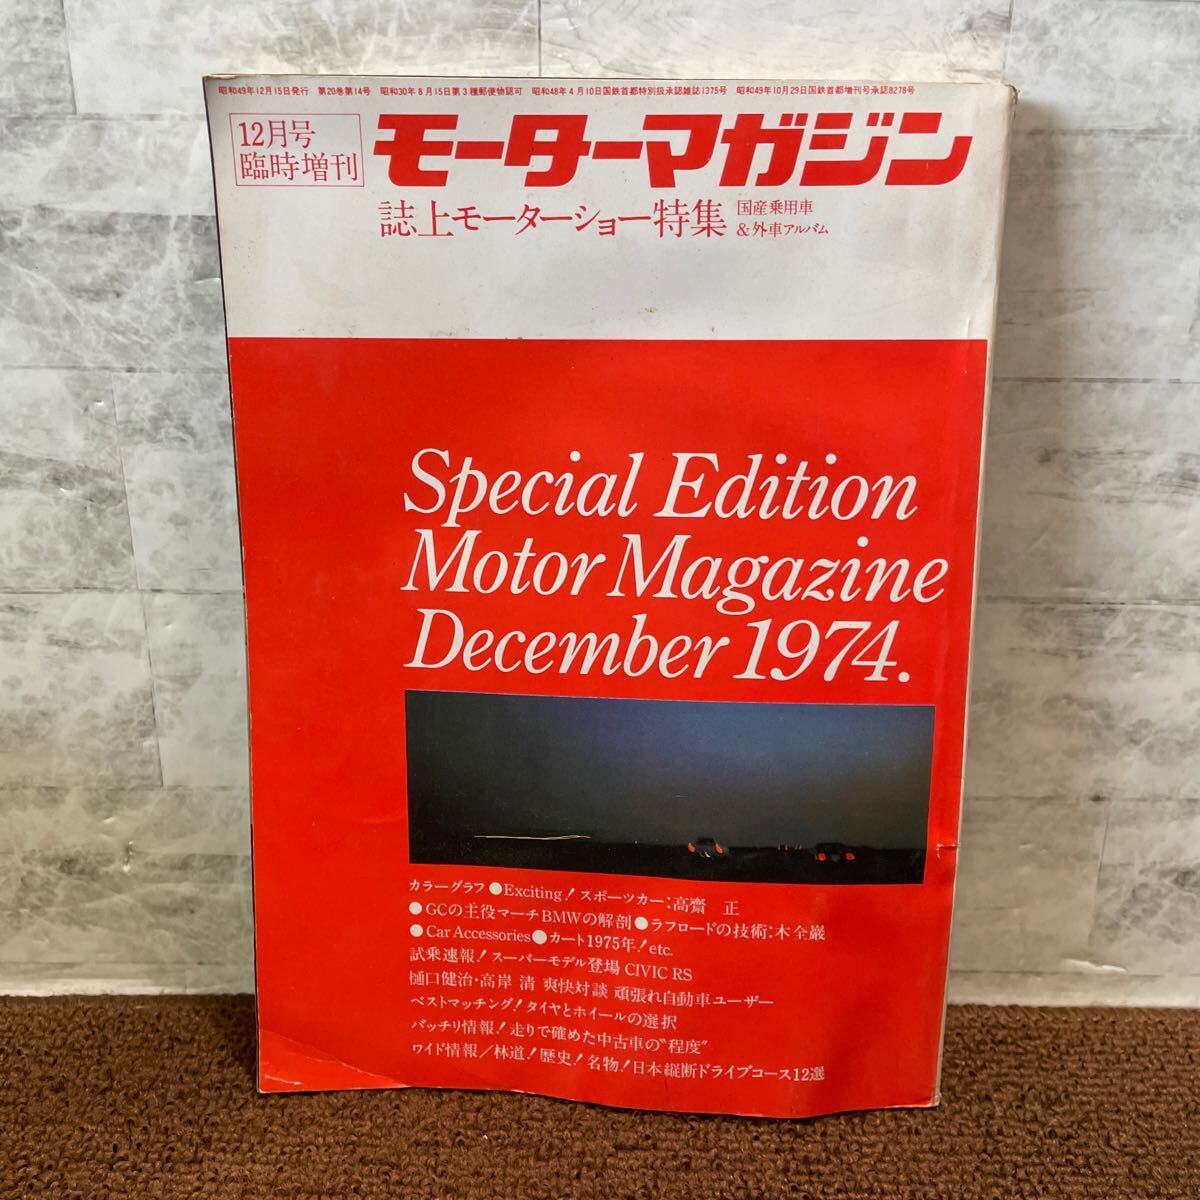 昭和49年12月15日発行 第20巻第14号 昭和30年8月15日第3種郵便物認可 昭和48年4月10日国鉄首都特別扱承認雑誌1375号 昭和49年10月29日国鉄首都増刊号承認8278号
12月号
臨時増刊
モーターマガジン
誌上モーターショー特集
国産乗用車
&外車アルバム
Special Edition
Motor Magazine
December 1974.
カラーグラフ●Exciting!スポーツカー:高齋 正
●GCの主役マーチBMWの解剖●ラフロードの技術:木全巖
●Car Accessories●カート1975年!etc.
試乗速報!スーパーモデル登場 CIVIC RS
樋口健治・高岸 清 爽快対談 頑張れ自動車ユーザー
ベストマッチング!タイヤとホイールの選択
バッチリ情報!走りで確めた中古車の“程度”
ワイド情報/林道!歴史!名物!日本縦断ドライブコース12選